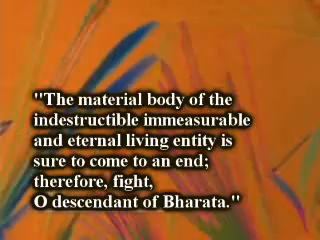 "The material body of the
indestructible immeasurable
and eternal living entity is
sure to come to an end;
therefore, fight,
O descendant of Bharata."